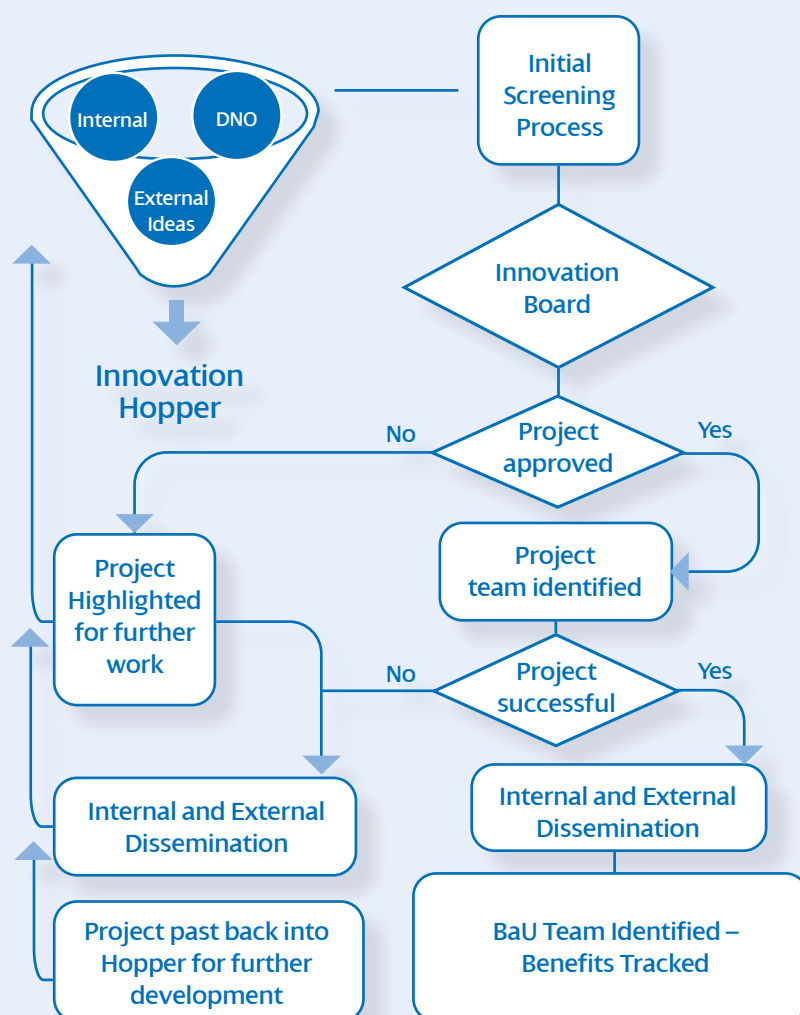 Internal
DNO
External
Ideas
Innovation
Hopper
Initial
Screening
Process
Innovation
Board
Project
approved
No
Yes
Project
Highlighted
for further
work
Project
team identified
Project
successful
No
Yes
Internal and External
Dissemination
Internal and External
Dissemination
Project past back into
Hopper for further
development
BaU Team Identified –
Benefits Tracked